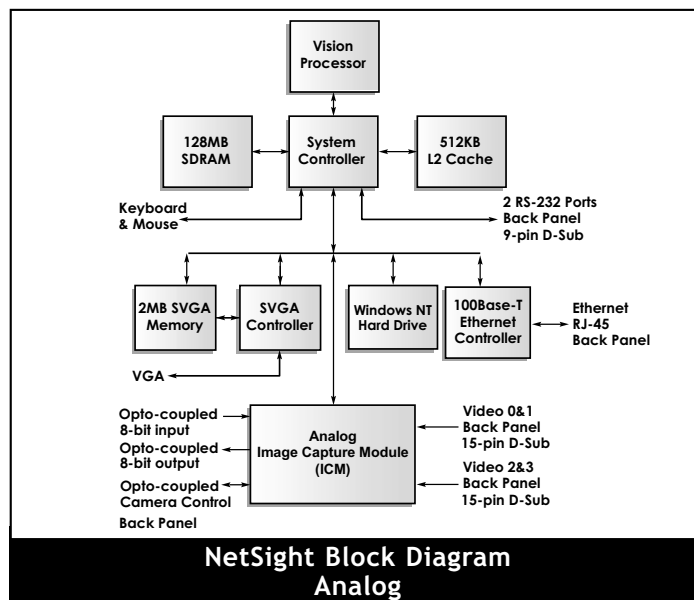 Vision
Processor
128MB
SDRAM
System
Controller
512KB
L2 Cache
Keyboard
& Mouse
2 RS-232 Ports
Back Panel
9-pin D-Sub
2MB SVGA
Memory
SVGA
Controller
Windows NT
Hard Drive
100Base-T
Ethernet
Controller
Ethernet
RJ-45
Back Panel
VGA
Opto-coupled
8-bit input
Opto-coupled
8-bit output
Opto-coupled
Camera Control
Back Panel
Analog
Image Capture Module
(ICM)
Video 0&1
Back Panel
15-pin D-Sub
Video 2&3
Back Panel
15-pin D-Sub
NetSight Block Diagram
Analog